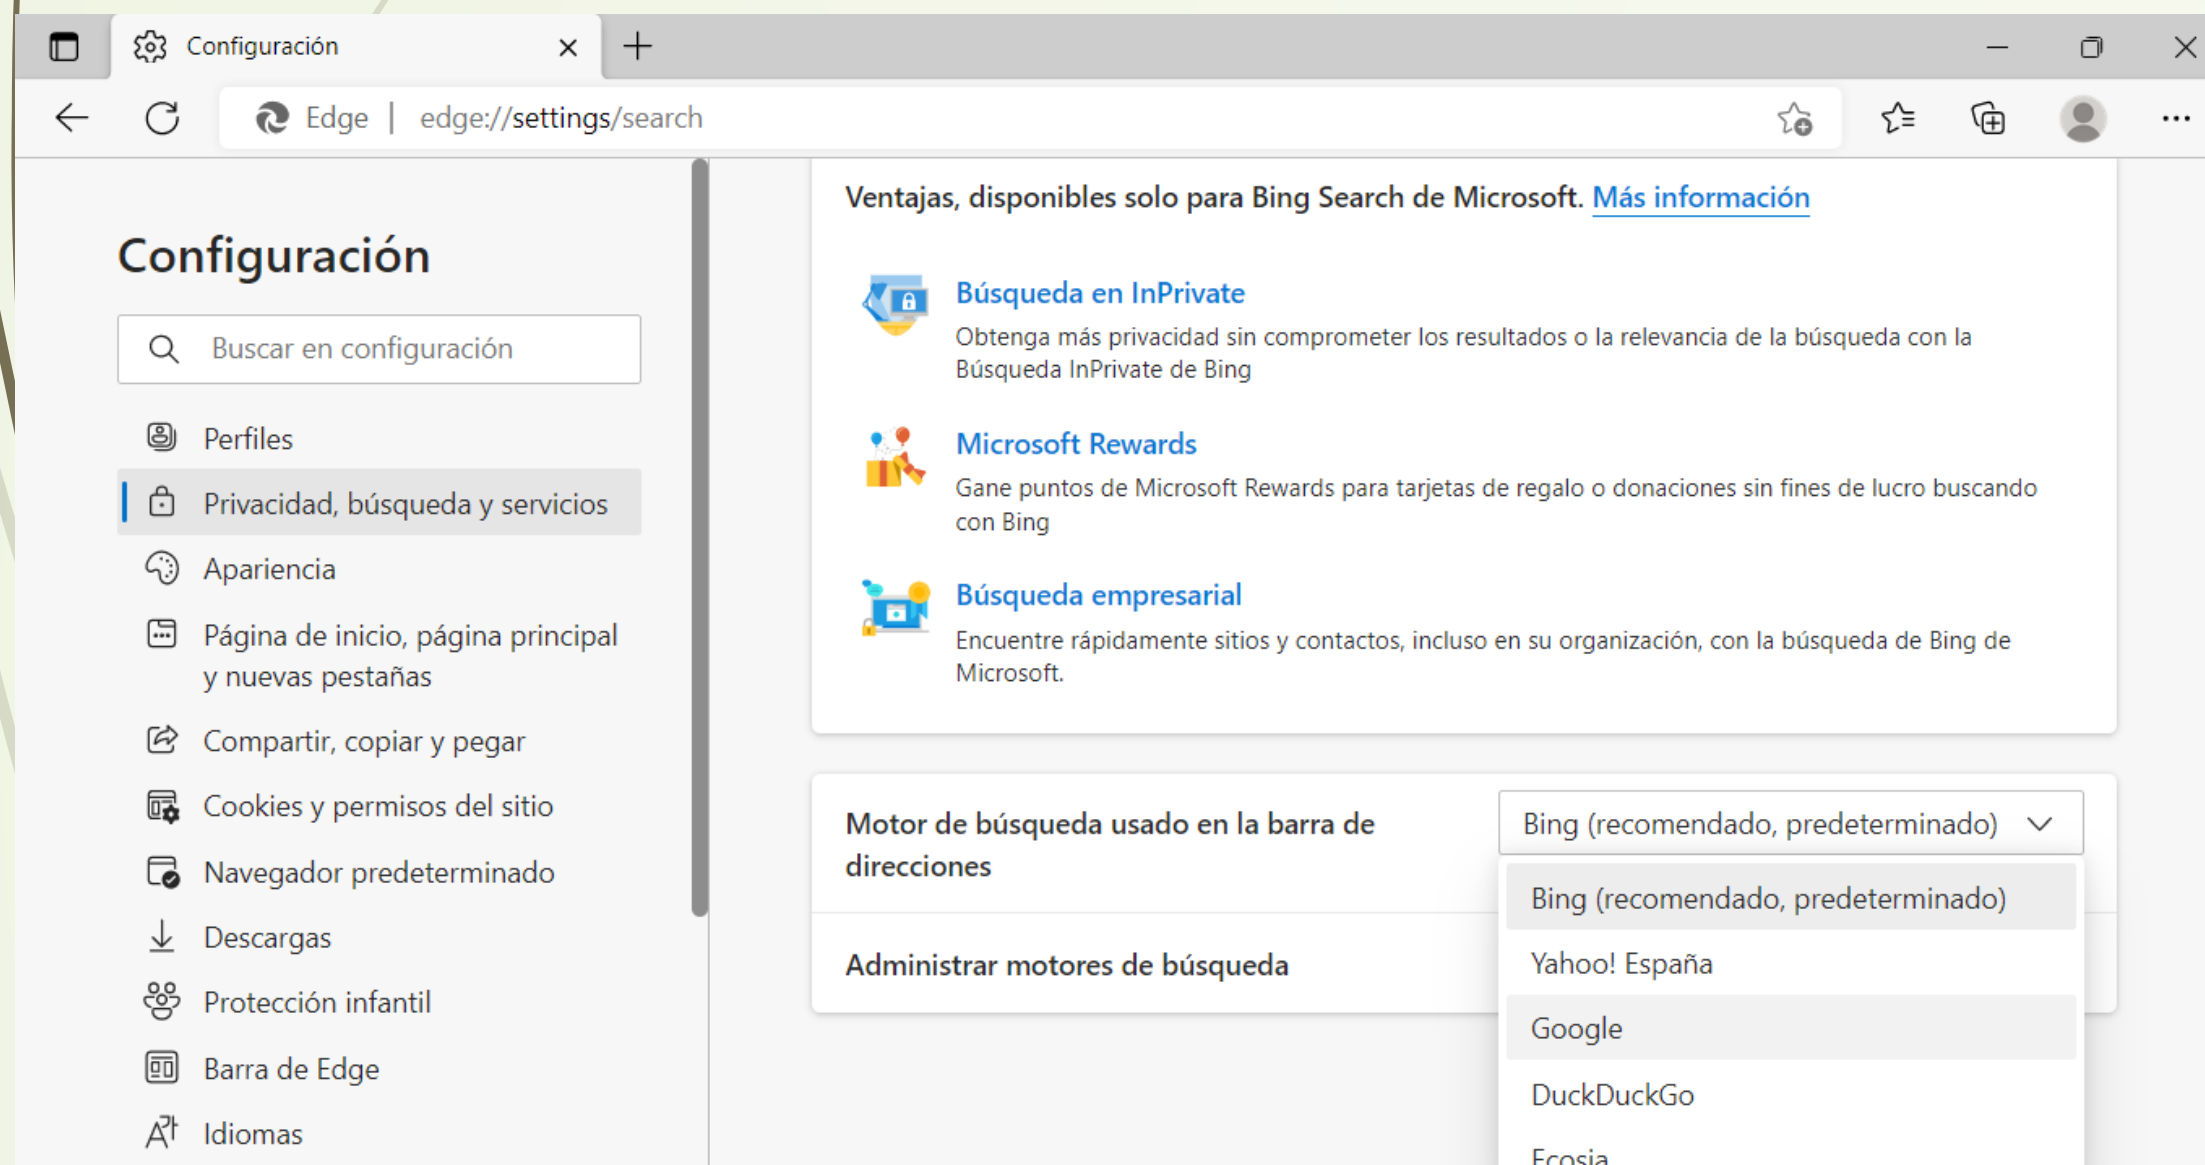 Configuración
Edge | edge://settings/search
Configuración
Buscar en configuración
Perfiles
Privacidad, búsqueda y servicios
Apariencia
Página de inicio, página principal
y nuevas pestañas
Compartir, copiar y pegar
Cookies y permisos del sitio
Navegador predeterminado
Descargas
Protección infantil
Barra de Edge
Idiomas
Ventajas, disponibles solo para Bing Search de Microsoft. Más información
Búsqueda en InPrivate
Obtenga más privacidad sin comprometer los resultados o la relevancia de la búsqueda con la
Búsqueda InPrivate de Bing
Microsoft Rewards
Gane puntos de Microsoft Rewards para tarjetas de regalo o donaciones sin fines de lucro buscando
con Bing
Búsqueda empresarial
Encuentre rápidamente sitios y contactos, incluso en su organización, con la búsqueda de Bing de
Microsoft.
Motor de búsqueda usado en la barra de
direcciones
Bing (recomendado, predeterminado)
Administrar motores de búsqueda
Bing (recomendado, predeterminado)
Yahoo! España
Google
DuckDuckGo
Ecosia